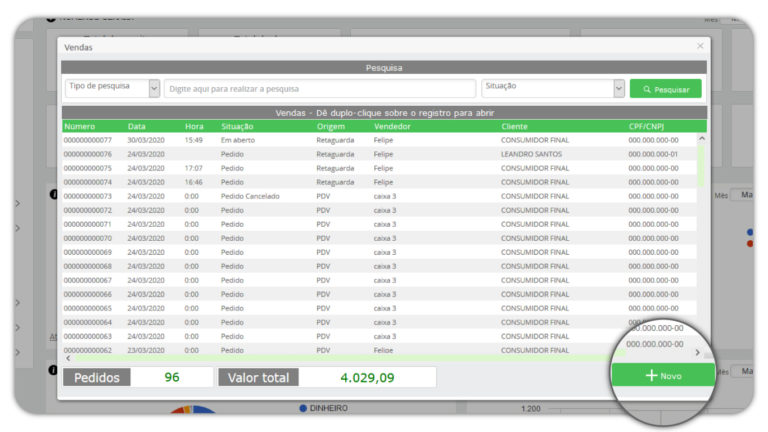 Vendas
Pesquisa
Tipo de pesquisa Digite aqui para realizar a pesquisa Situação Pesquisar
Vendas - Dê duplo-clique sobre o registro para abrir
Número Data Hora Situação Origem Vendedor Cliente CPF/CNPJ
000000000077 30/03/2020 15:49 Em aberto Retaguarda Felipe CONSUMIDOR FINAL 000.000.000-00
000000000076 24/03/2020 Pedido Retaguarda Felipe LEANDRO SANTOS 000.000.000-01
000000000075 24/03/2020 17:07 Pedido Retaguarda Felipe CONSUMIDOR FINAL 000.000.000-00
000000000074 24/03/2020 16:46 Pedido Retaguarda Felipe CONSUMIDOR FINAL 000.000.000-00
000000000073 24/03/2020 0:00 Pedido Cancelado PDV caixa 3 CONSUMIDOR FINAL 000.000.000-00
000000000072 24/03/2020 0:00 Pedido PDV caixa 3 CONSUMIDOR FINAL 000.000.000-00
000000000071 24/03/2020 0:00 Pedido PDV caixa 3 CONSUMIDOR FINAL 000.000.000-00
000000000070 24/03/2020 0:00 Pedido PDV caixa 3 CONSUMIDOR FINAL 000.000.000-00
000000000069 24/03/2020 0:00 Pedido PDV caixa 3 CONSUMIDOR FINAL 000.000.000-00
000000000068 24/03/2020 0:00 Pedido PDV caixa 3 CONSUMIDOR FINAL 000.000.000-00
000000000067 24/03/2020 0:00 Pedido PDV caixa 3 CONSUMIDOR FINAL 000.000.000-00
000000000066 24/03/2020 0:00 Pedido PDV caixa 3 CONSUMIDOR FINAL 000.000.000-00
000000000065 24/03/2020 0:00 Pedido PDV caixa 3 CONSUMIDOR FINAL 000.000.000-00
000000000064 24/03/2020 0:00 Pedido PDV caixa 3 CONSUMIDOR FINAL
000000000063 24/03/2020 0:00 Pedido PDV caixa 3 CONSUMIDOR FINAL 000.000.000-00
000000000062 23/03/2020 0:00 Pedido PDV Felipe CONSUMIDOR FINAL 000.000.000-00
Pedidos 96 Valor total 4.029,09 Novo
Mês Ma
Mês Ma
DINHEIRO 1.200